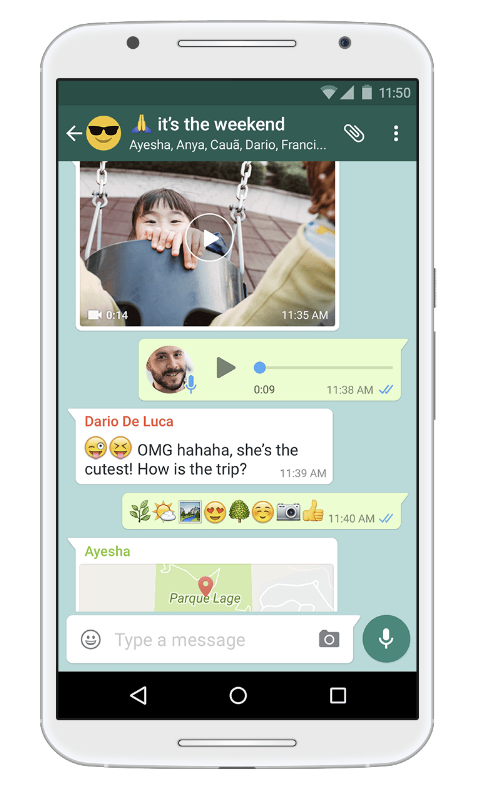 11:50
🙏 it's the weekend
Ayesha, Anya, Cauã, Dario, Franci...
0:14
11:35 AM
0:09
11:38 AM
Dario De Luca
😜😝 OMG hahaha, she's the
cutest! How is the trip?
11:39 AM
🌿🌤🏞😍🌳☺️📷👍 11:40 AM
Ayesha
Parque Lage
Type a message